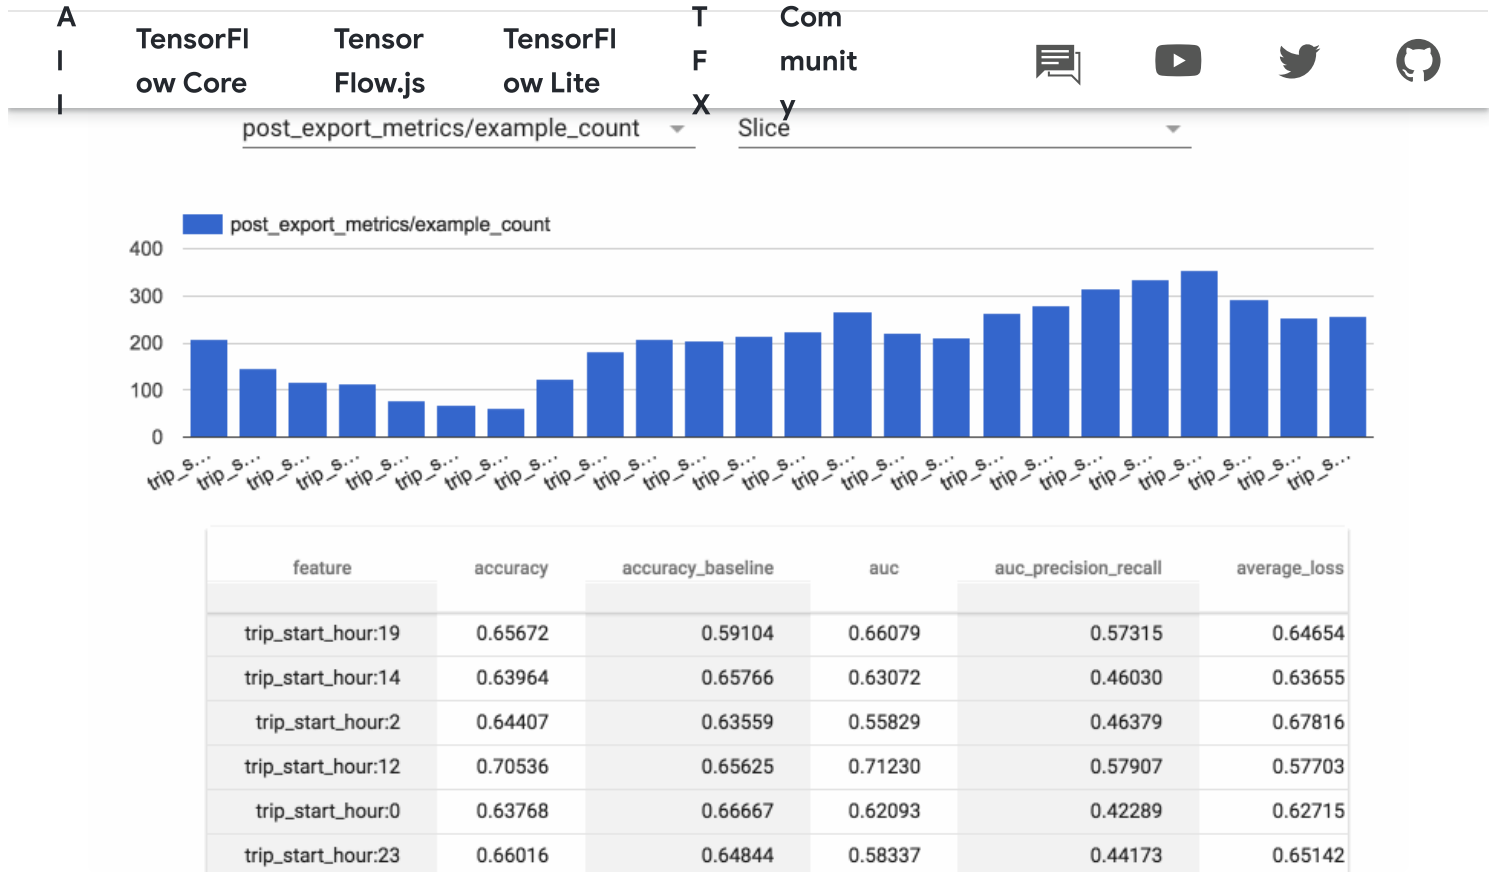 All
TensorFl
ow Core
Tensor
Flow.js
TensorFl
ow Lite
TFX
Com
munit
y
post_export_metrics/example_count
Slice
post_export_metrics/example_count
400
300
200
100
0
trip_s... trip_s... trip_s... trip_s... trip_s... trip_s... trip_s... trip_s... trip_s... trip_s... trip_s... trip_s... trip_s... trip_s... trip_s... trip_s... trip_s... trip_s... trip_s... trip_s... trip_s... trip_s... trip_s... trip_s...
feature accuracy accuracy_baseline auc auc_precision_recall average_loss
trip_start_hour:19 0.65672 0.59104 0.66079 0.57315 0.64654
trip_start_hour:14 0.63964 0.65766 0.63072 0.46030 0.63655
trip_start_hour:2 0.64407 0.63559 0.55829 0.46379 0.67816
trip_start_hour:12 0.70536 0.65625 0.71230 0.57907 0.57703
trip_start_hour:0 0.63768 0.66667 0.62093 0.42289 0.62715
trip_start_hour:23 0.66016 0.64844 0.58337 0.44173 0.65142